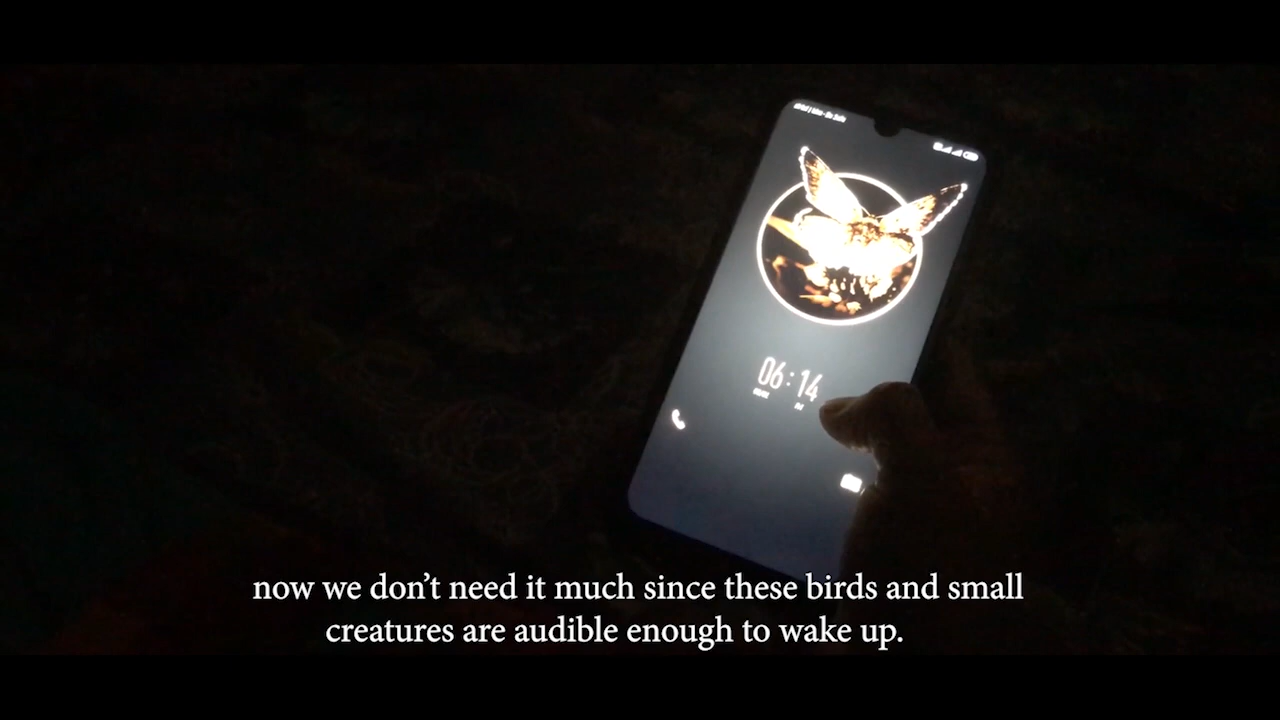 06:14
now we don't need it much since these birds and small
creatures are audible enough to wake up.